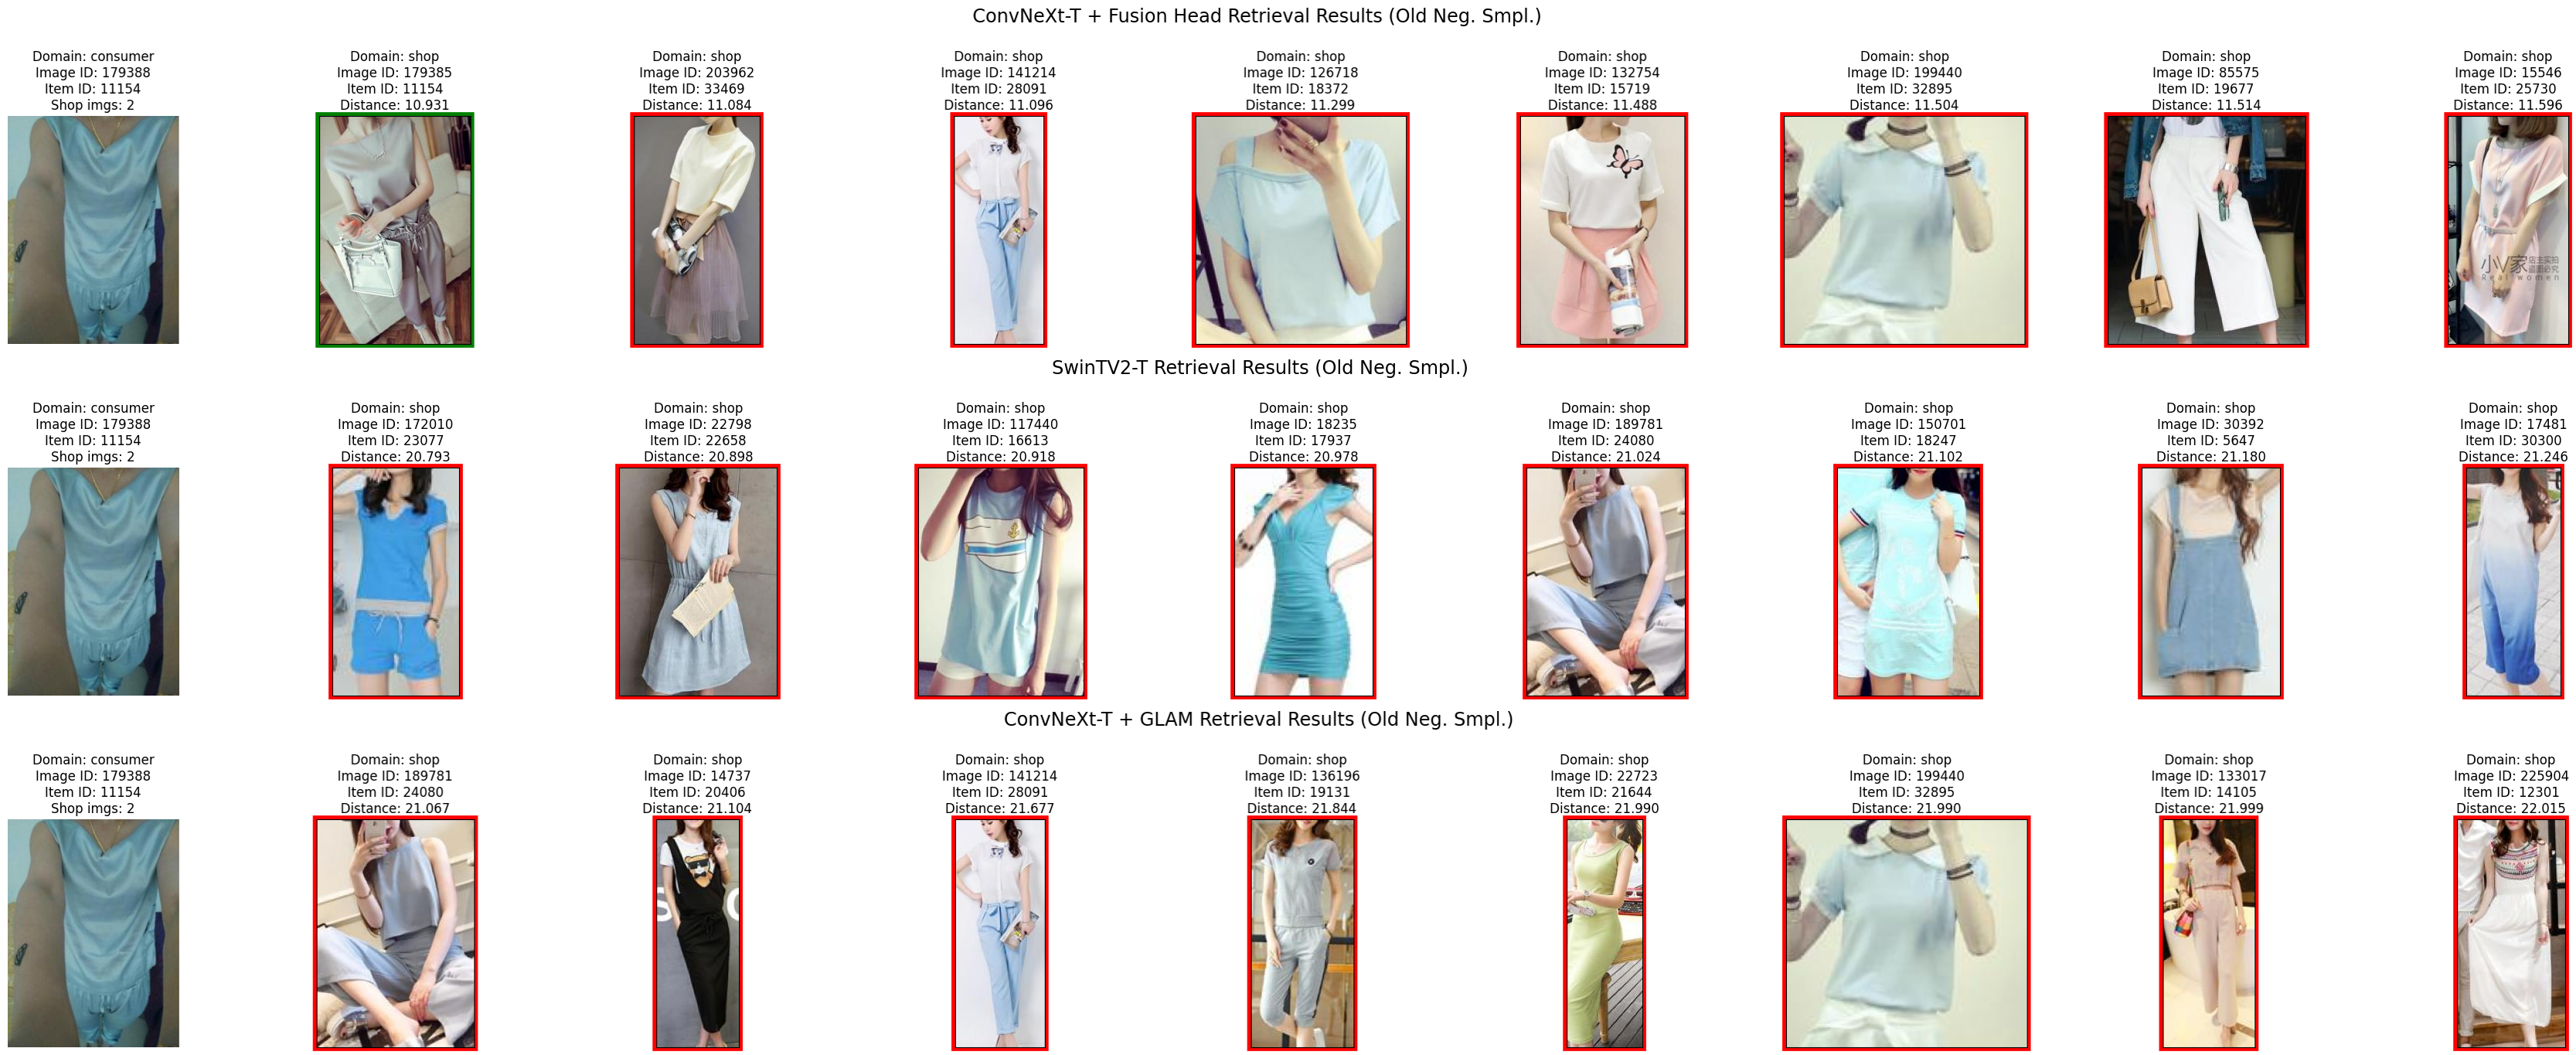 ConvNeXt-T + Fusion Head Retrieval Results (Old Neg. Smpl.)
Domain: consumer
Image ID: 179388
Item ID: 11154
Shop imgs: 2
Domain: shop
Image ID: 179385
Item ID: 11154
Distance: 10.931
Domain: shop
Image ID: 203962
Item ID: 33469
Distance: 11.084
Domain: shop
Image ID: 141214
Item ID: 28091
Distance: 11.096
Domain: shop
Image ID: 126718
Item ID: 18372
Distance: 11.299
Domain: shop
Image ID: 132754
Item ID: 15719
Distance: 11.488
Domain: shop
Image ID: 199440
Item ID: 32895
Distance: 11.504
Domain: shop
Image ID: 85575
Item ID: 19677
Distance: 11.514
Domain: shop
Image ID: 15546
Item ID: 25730
Distance: 11.596
小V家
店主实拍
盗图必究
Real women
SwinTV2-T Retrieval Results (Old Neg. Smpl.)
Domain: consumer
Image ID: 179388
Item ID: 11154
Shop imgs: 2
Domain: shop
Image ID: 172010
Item ID: 23077
Distance: 20.793
Domain: shop
Image ID: 22798
Item ID: 22658
Distance: 20.898
Domain: shop
Image ID: 117440
Item ID: 16613
Distance: 20.918
Domain: shop
Image ID: 18235
Item ID: 17937
Distance: 20.978
Domain: shop
Image ID: 189781
Item ID: 24080
Distance: 21.024
Domain: shop
Image ID: 150701
Item ID: 18247
Distance: 21.102
Domain: shop
Image ID: 30392
Item ID: 5647
Distance: 21.180
Domain: shop
Image ID: 17481
Item ID: 30300
Distance: 21.246
ConvNeXt-T + GLAM Retrieval Results (Old Neg. Smpl.)
Domain: consumer
Image ID: 179388
Item ID: 11154
Shop imgs: 2
Domain: shop
Image ID: 189781
Item ID: 24080
Distance: 21.067
Domain: shop
Image ID: 14737
Item ID: 20406
Distance: 21.104
Domain: shop
Image ID: 141214
Item ID: 28091
Distance: 21.677
Domain: shop
Image ID: 136196
Item ID: 19131
Distance: 21.844
Domain: shop
Image ID: 22723
Item ID: 21644
Distance: 21.990
Domain: shop
Image ID: 199440
Item ID: 32895
Distance: 21.990
Domain: shop
Image ID: 133017
Item ID: 14105
Distance: 21.999
Domain: shop
Image ID: 225904
Item ID: 12301
Distance: 22.015